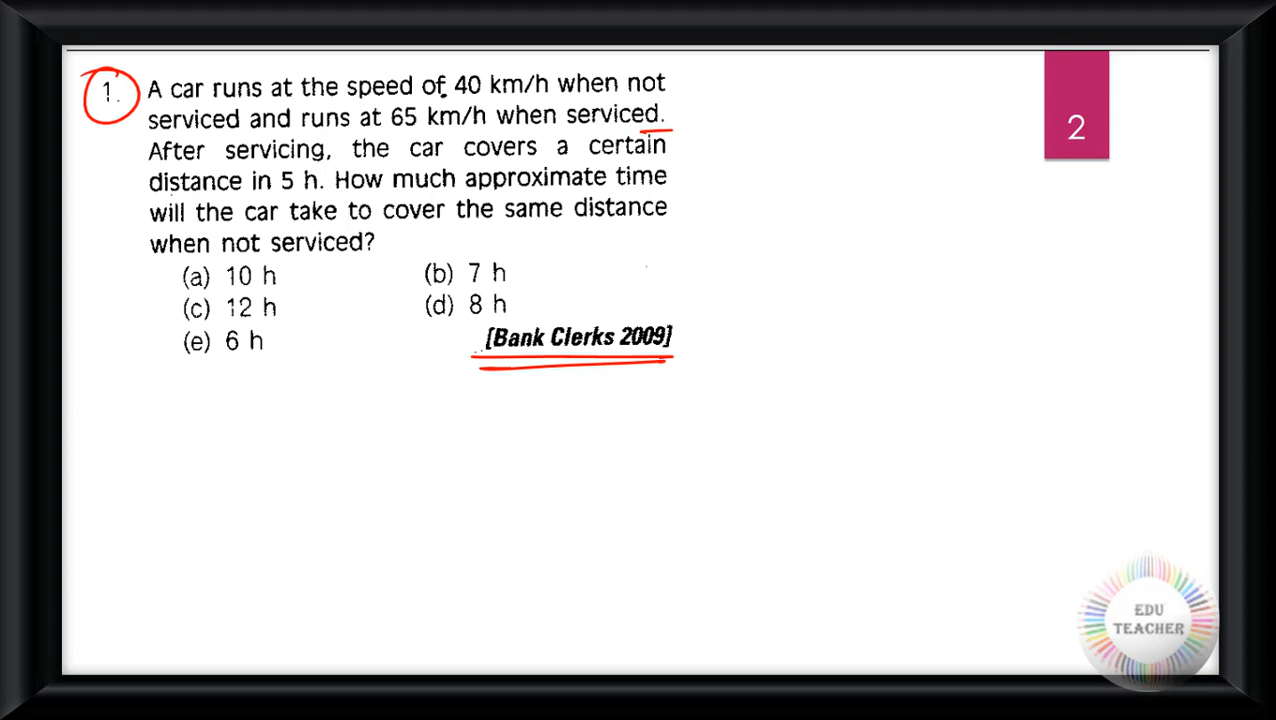 1. A car runs at the speed of 40 km/h when not
serviced and runs at 65 km/h when serviced.
After servicing, the car covers a certain
distance in 5 h. How much approximate time
will the car take to cover the same distance
when not serviced?
(a) 10 h (b) 7 h
(c) 12 h (d) 8 h
(e) 6 h [Bank Clerks 2009]
2
EDU
TEACHER